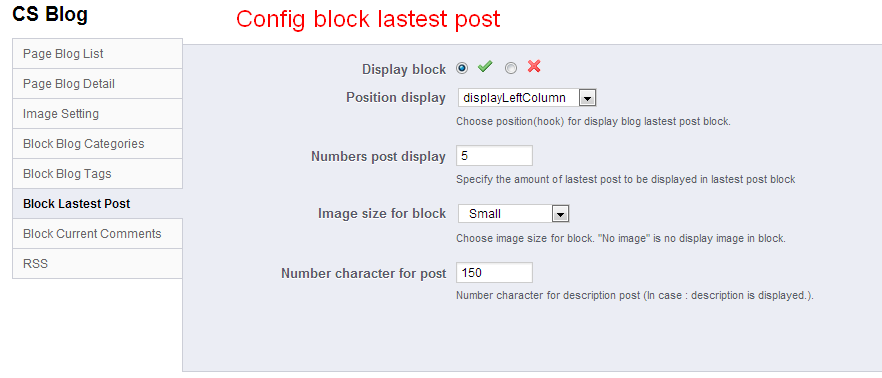 CS Blog
Config block lastest post
Page Blog List
Page Blog Detail
Image Setting
Block Blog Categories
Block Blog Tags
Block Lastest Post
Block Current Comments
RSS
Display block
Position display displayLeftColumn
Choose position(hook) for display blog lastest post block.
Numbers post display 5
Specify the amount of lastest post to be displayed in lastest post block
Image size for block Small
Choose image size for block. "No image" is no display image in block.
Number character for post 150
Number character for description post (In case : description is displayed.).